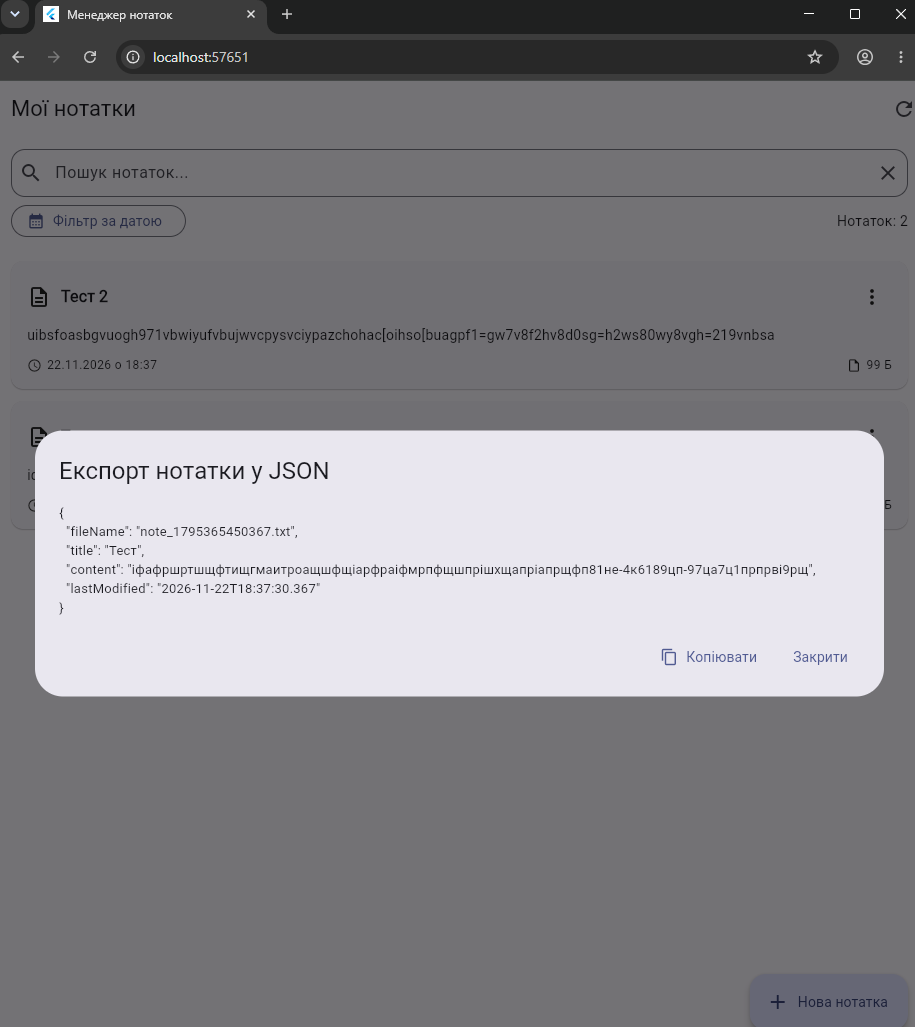 Менеджер нотаток
localhost:57651
Мої нотатки
Пошук нотаток...
Фільтр за датою
Нотаток: 2
Тест 2
uibsfoasbgvuogh971vbwiyufvbujwvcpysvciypazchohac[oihso[buagpf1=gw7v8f2hv8d0sg=h2ws80wy8vgh=219vnbsa
22.11.2026 о 18:37
99 Б
Експорт нотатки у JSON
{
"fileName": "note_1795365450367.txt",
"title": "Тест",
"content": "іфафршртшщфтищгмаитроащшфщіарфраіфмрпфщшпрішхщапріапрщфп81не-4к6189цп-97ца7ц1прпрві9рщ",
"lastModified": "2026-11-22T18:37:30.367"
}
Копіювати
Закрити
Нова нотатка